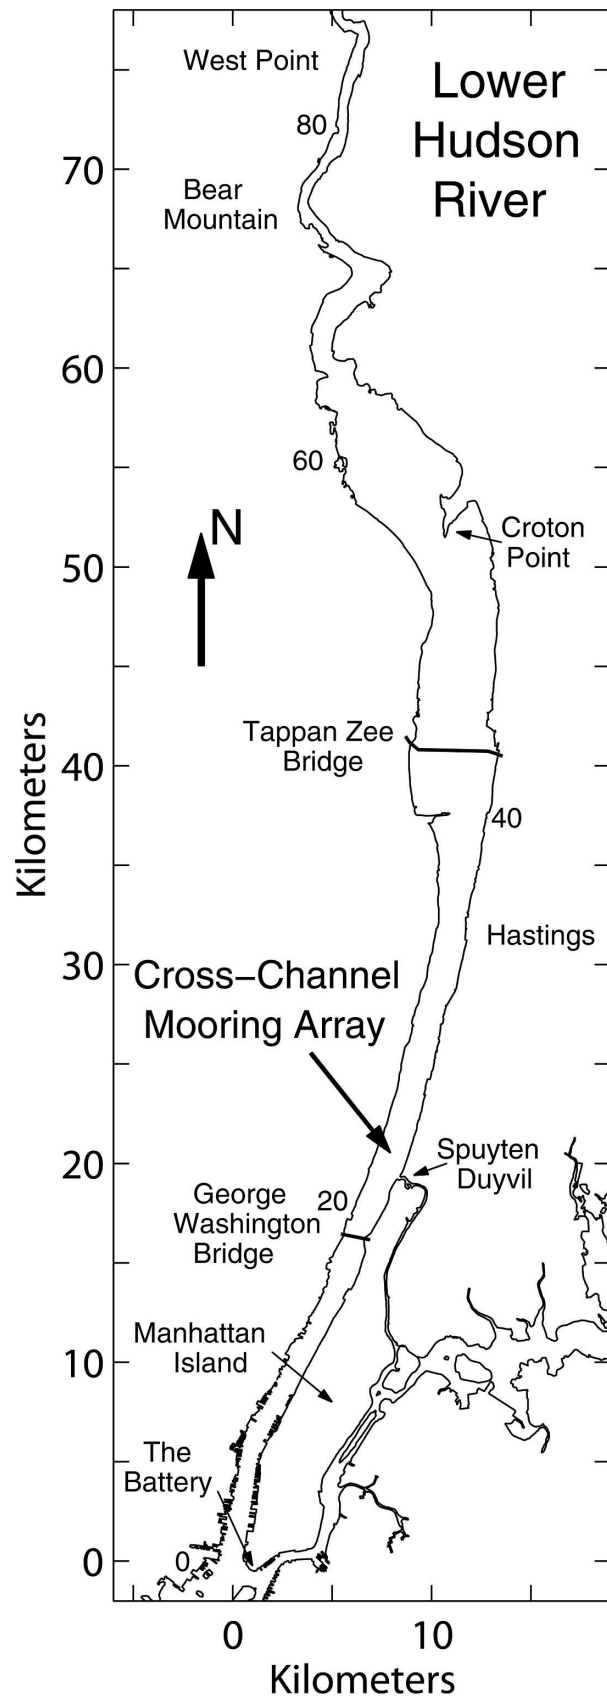 West Point
Lower
Hudson
River
80
70
Bear
Mountain
60
60
N
Croton
Point
50
Tappan Zee
Bridge
40
40
Kilometers
Hastings
30
Cross-Channel
Mooring Array
20
Spuyten
Duyvil
George
Washington
Bridge
20
Manhattan
Island
10
The
Battery
0
0
0
10
Kilometers